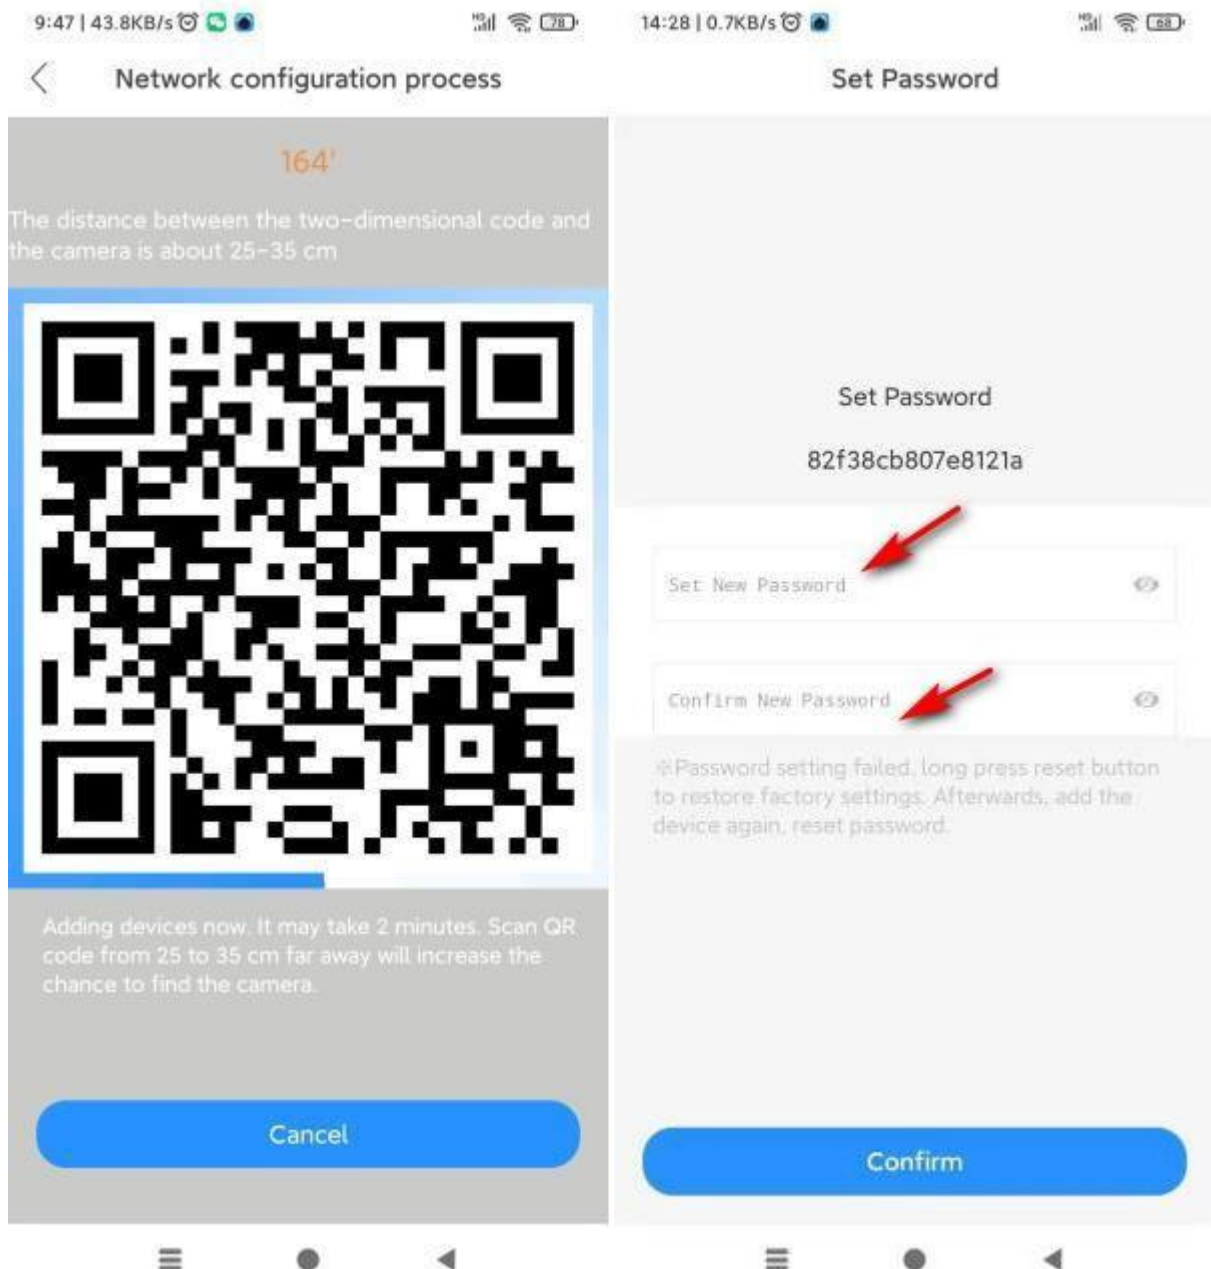 9:47 | 43.8KB/s
78
Network configuration process
164'
The distance between the two-dimensional code and
the camera is about 25-35 cm
Adding devices now. It may take 2 minutes. Scan QR
code from 25 to 35 cm far away will increase the
chance to find the camera.
Cancel
14:28 | 0.7KB/s
68
Set Password
Set Password
82f38cb807e8121a
Set New Password
Confirm New Password
※Password setting failed, long press reset button
to restore factory settings. Afterwards, add the
device again, reset password.
Confirm